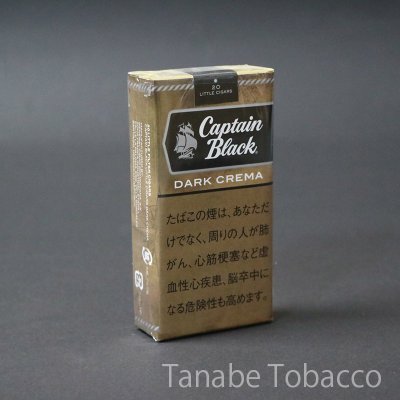 20
LITTLE CIGARS
Captain
Black
DARK CREMA
たばこの煙は、あなただ
けでなく、周りの人が肺
がん、心筋梗塞など虚
血性心疾患、脳卒中に
なる危険性も高めます。
Tanabe Tobacco